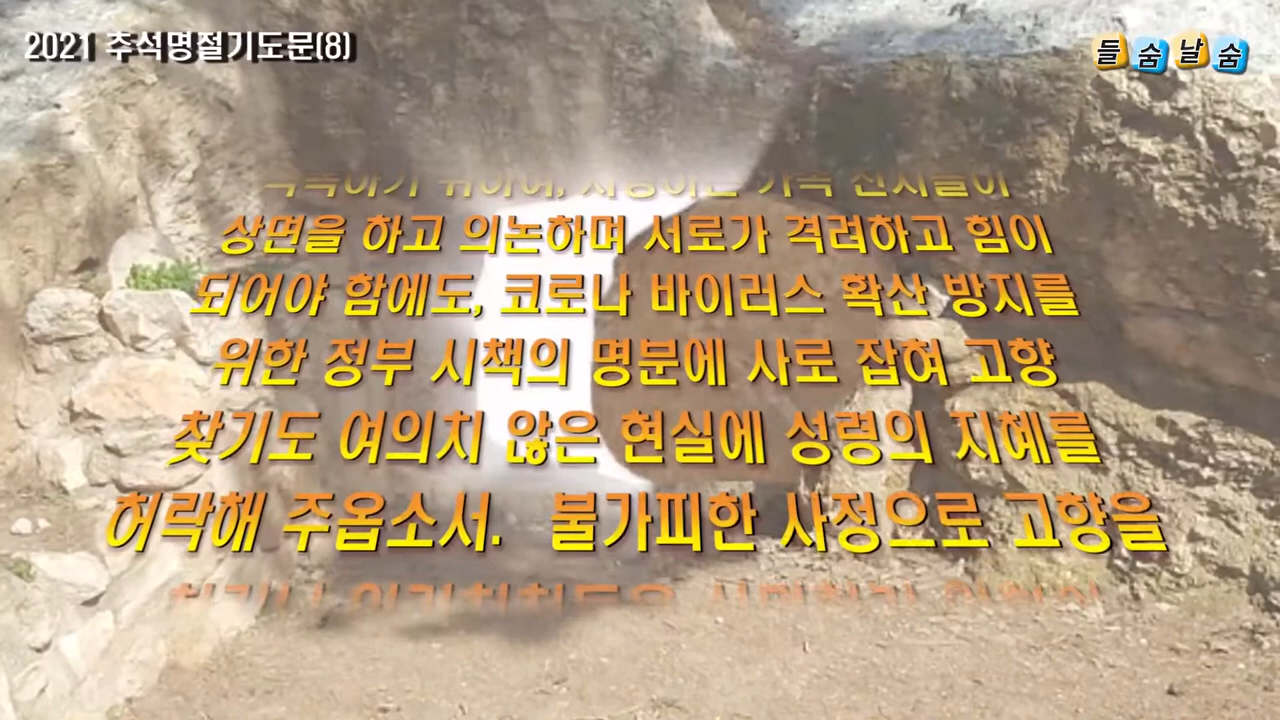 2021 추석명절기도문(8)
들숨날숨
상면을 하고 의논하며 서로가 격려하고 힘이
되어야 함에도, 코로나 바이러스 확산 방지를
위한 정부 시책의 명분에 사로 잡혀 고향
찾기도 여의치 않은 현실에 성령의 지혜를
허락해 주옵소서. 불가피한 사정으로 고향을